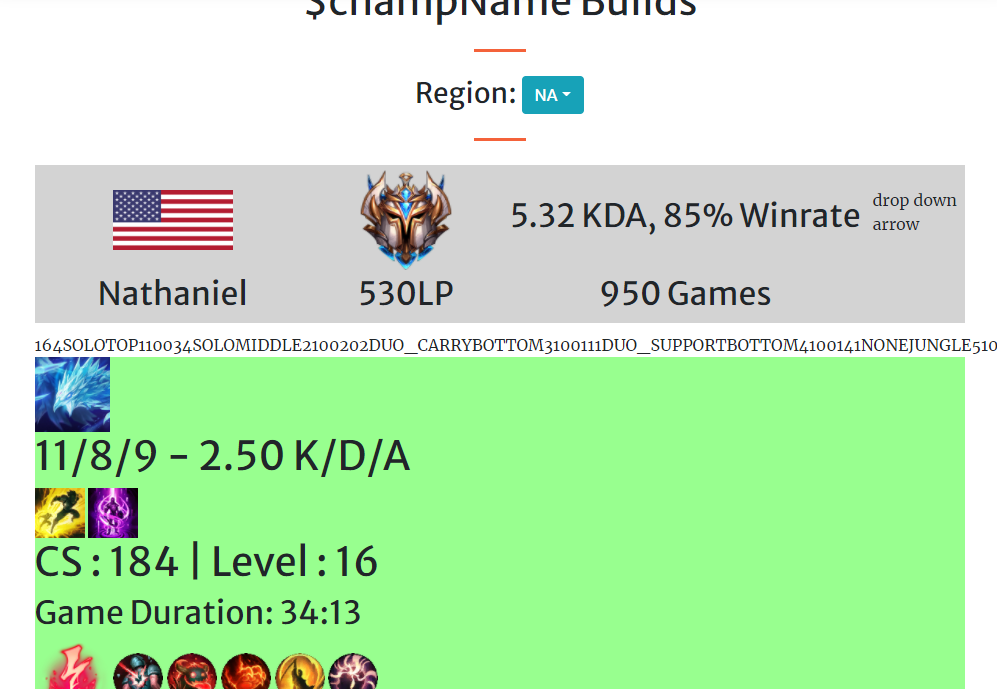 $champName Builds
Region: NA
5.32 KDA, 85% Winrate
drop down
arrow
Nathaniel
530LP
950 Games
164SOLOTOP110034SOLOMIDDLE2100202DUO_CARRYBOTTOM3100111DUO_SUPPORTBOTTOM4100141NONEJUNGLE510
11/8/9 - 2.50 K/D/A
CS : 184 | Level : 16
Game Duration: 34:13